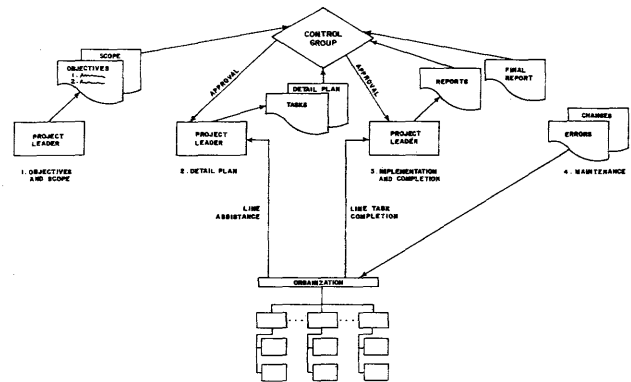 CONTROL
GROUP
SCOPE
OBJECTIVES
1.
2.
PROJECT
LEADER
1. OBJECTIVES
AND SCOPE
APPROVAL
DETAIL PLAN
TASKS
PROJECT
LEADER
2. DETAIL PLAN
APPROVAL
REPORTS
FINAL
REPORT
PROJECT
LEADER
3. IMPLEMENTATION
AND COMPLETION
CHANGES
ERRORS
4. MAINTENANCE
LINE
ASSISTANCE
LINE TASK
COMPLETION
ORGANIZATION